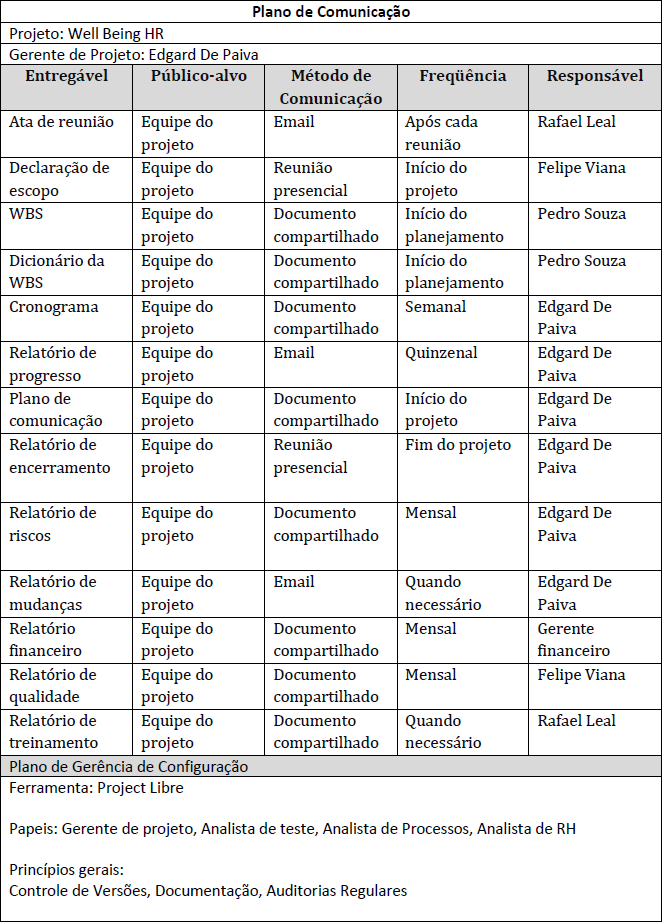 Plano de Comunicação
Projeto: Well Being HR
Gerente de Projeto: Edgard De Paiva
Entregável Público-alvo Método de Comunicação Freqüência Responsável
Ata de reunião Equipe do projeto Email Após cada reunião Rafael Leal
Declaração de escopo Equipe do projeto Reunião presencial Início do projeto Felipe Viana
WBS Equipe do projeto Documento compartilhado Início do planejamento Pedro Souza
Dicionário da WBS Equipe do projeto Documento compartilhado Início do planejamento Pedro Souza
Cronograma Equipe do projeto Documento compartilhado Semanal Edgard De Paiva
Relatório de progresso Equipe do projeto Email Quinzenal Edgard De Paiva
Plano de comunicação Equipe do projeto Documento compartilhado Início do projeto Edgard De Paiva
Relatório de encerramento Equipe do projeto Reunião presencial Fim do projeto Edgard De Paiva
Relatório de riscos Equipe do projeto Documento compartilhado Mensal Edgard De Paiva
Relatório de mudanças Equipe do projeto Email Quando necessário Edgard De Paiva
Relatório financeiro Equipe do projeto Documento compartilhado Mensal Gerente financeiro
Relatório de qualidade Equipe do projeto Documento compartilhado Mensal Felipe Viana
Relatório de treinamento Equipe do projeto Documento compartilhado Quando necessário Rafael Leal
Plano de Gerência de Configuração
Ferramenta: Project Libre
Papeis: Gerente de projeto, Analista de teste, Analista de Processos, Analista de RH
Princípios gerais:
Controle de Versões, Documentação, Auditorias Regulares